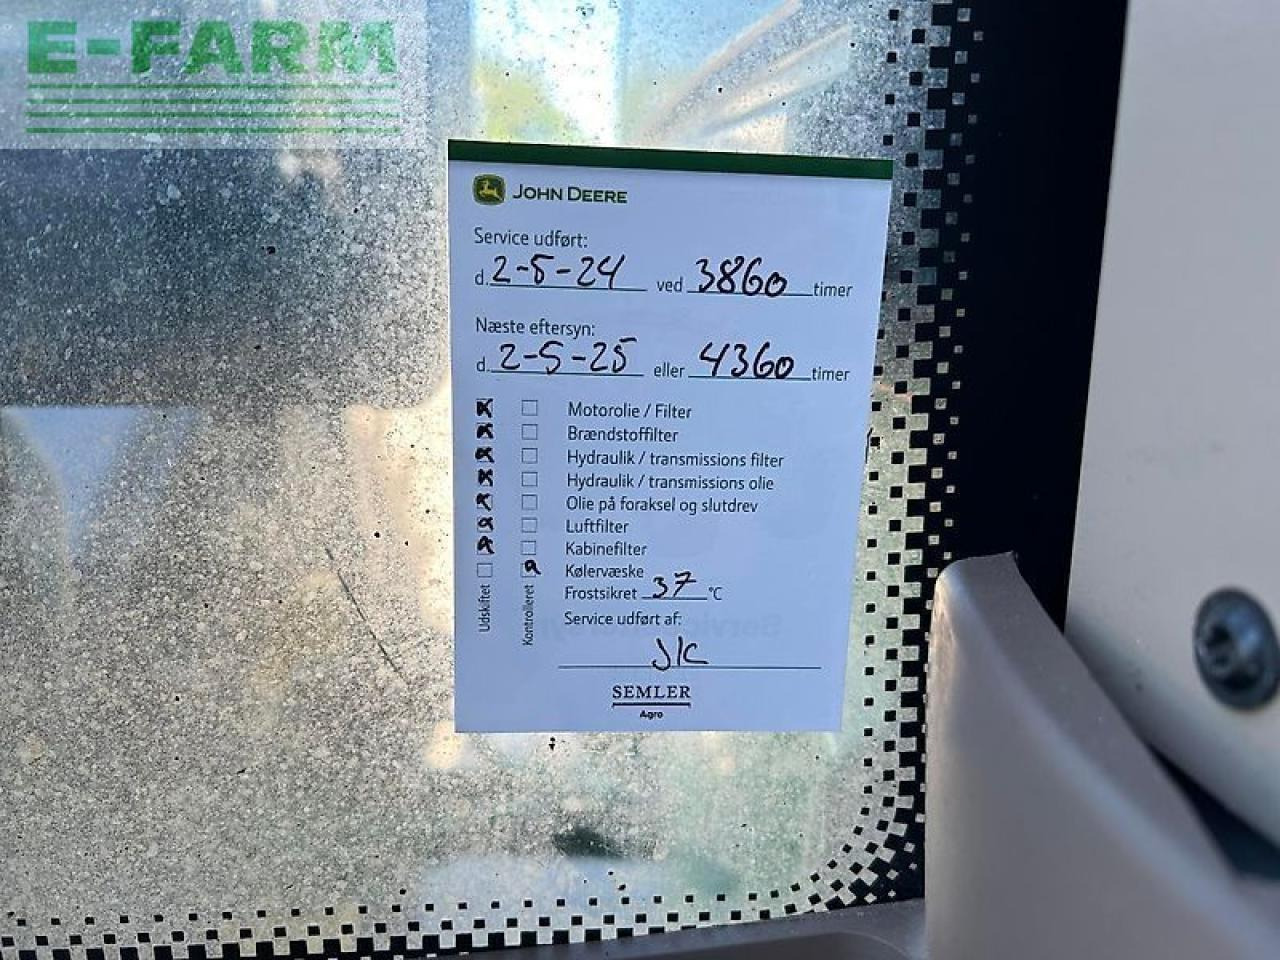 E-FARM
JOHN DEERE
Service udført:
d. 2-5-24 ved 3860 timer
Næste eftersyn:
d. 2-5-25 eller 4360 timer
Motorolie / Filter
Brændstoffilter
Hydraulik / transmissions filter
Hydraulik / transmissions olie
Olie på foraksel og slutdrev
Luftfilter
Kabinefilter
Kølervæske
Udskiftet
Kontrolleret
Frostsikret 37 °C
Service udført af:
JK
SEMLER
Agro